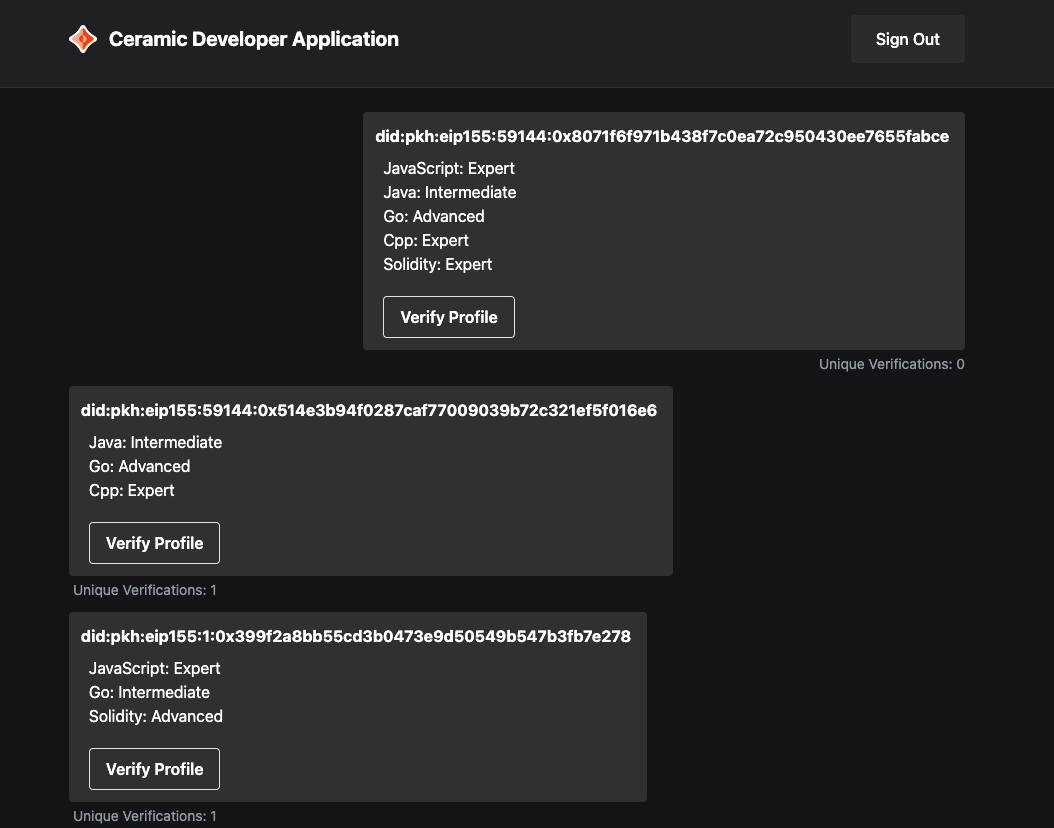 Ceramic Developer Application
Sign Out
did:pkh:eip155:59144:0x8071f6f971b438f7c0ea72c950430ee7655fabce
JavaScript: Expert
Java: Intermediate
Go: Advanced
Cpp: Expert
Solidity: Expert
Verify Profile
Unique Verifications: 0
did:pkh:eip155:59144:0x514e3b94f0287caf77009039b72c321ef5f016e6
Java: Intermediate
Go: Advanced
Cpp: Expert
Verify Profile
Unique Verifications: 1
did:pkh:eip155:1:0x399f2a8bb55cd3b0473e9d50549b547b3fb7e278
JavaScript: Expert
Go: Intermediate
Solidity: Advanced
Verify Profile
Unique Verifications: 1